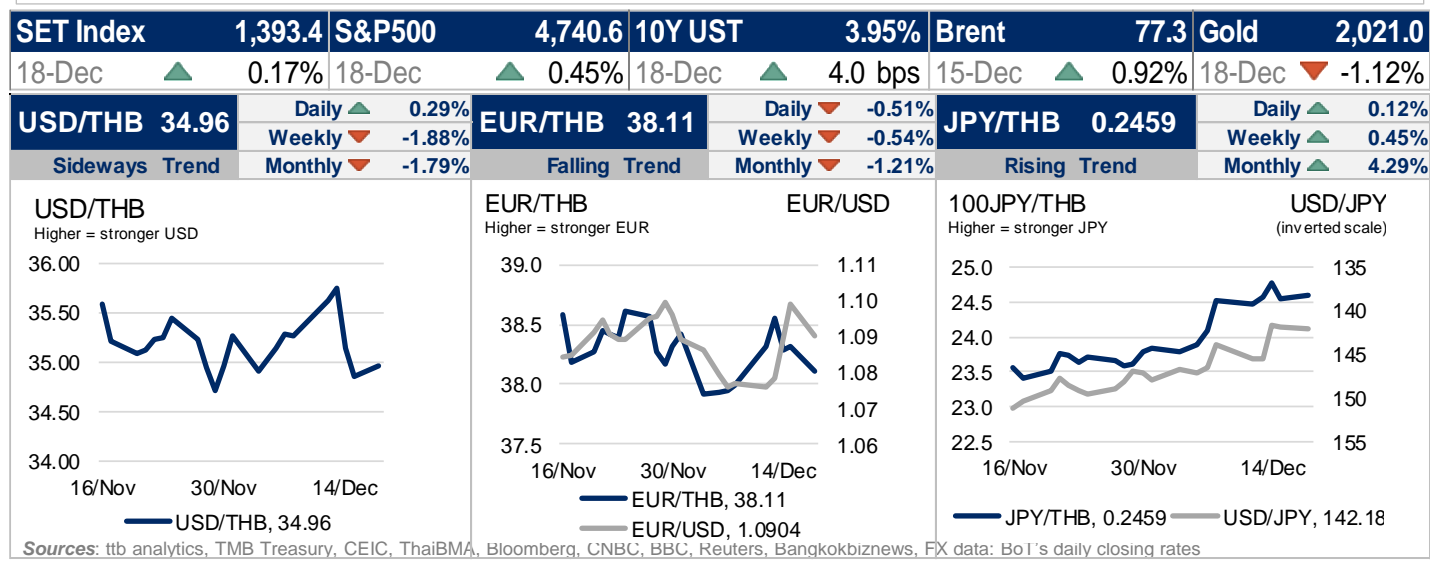 SET Index 1,393.4 S&P500 4,740.6 10Y UST 3.95% Brent 77.3 Gold 2,021.0
18-Dec 0.17% 18-Dec 0.45% 18-Dec 4.0 bps 15-Dec 0.92% 18-Dec -1.12%
USD/THB 34.96
Daily 0.29%
Weekly -1.88%
Sideways Trend Monthly -1.79%
EUR/THB 38.11
Daily -0.51%
Weekly -0.54%
Falling Trend Monthly -1.21%
JPY/THB 0.2459
Daily 0.12%
Weekly 0.45%
Rising Trend Monthly 4.29%
USD/THB
Higher = stronger USD
36.00
35.50
35.00
34.50
34.00
16/Nov 30/Nov 14/Dec
USD/THB, 34.96
EUR/THB EUR/USD
Higher = stronger EUR
39.0
38.5
38.0
37.5
1.11
1.10
1.09
1.08
1.07
1.06
16/Nov 30/Nov 14/Dec
EUR/THB, 38.11
EUR/USD, 1.0904
100JPY/THB USD/JPY
Higher = stronger JPY (inverted scale)
25.0
24.5
24.0
23.5
23.0
22.5
135
140
145
150
155
16/Nov 30/Nov 14/Dec
JPY/THB, 0.2459 USD/JPY, 142.18
Sources: ttb analytics, TMB Treasury, CEIC, ThaiBMA, Bloomberg, CNBC, BBC, Reuters, Bangkokbiznews, FX data: BoT's daily closing rates